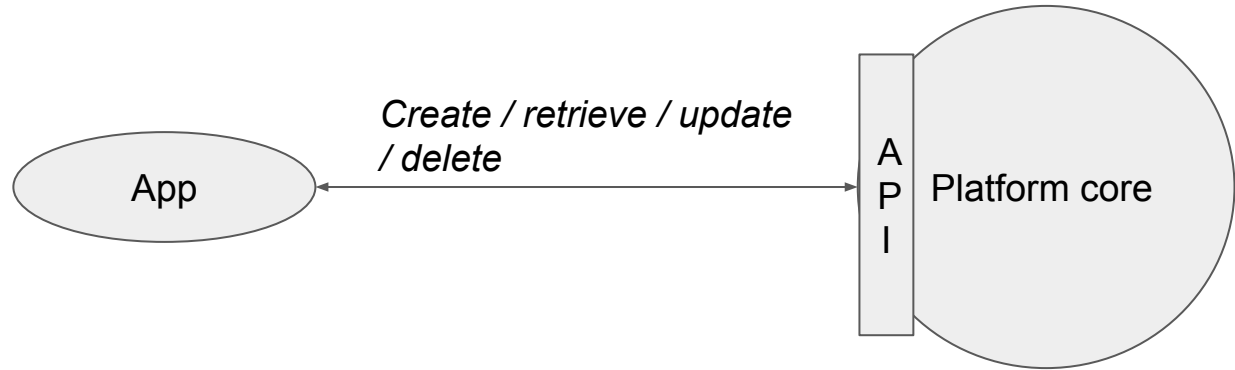 Create / retrieve / update
/ delete
App
A
P
I
Platform core